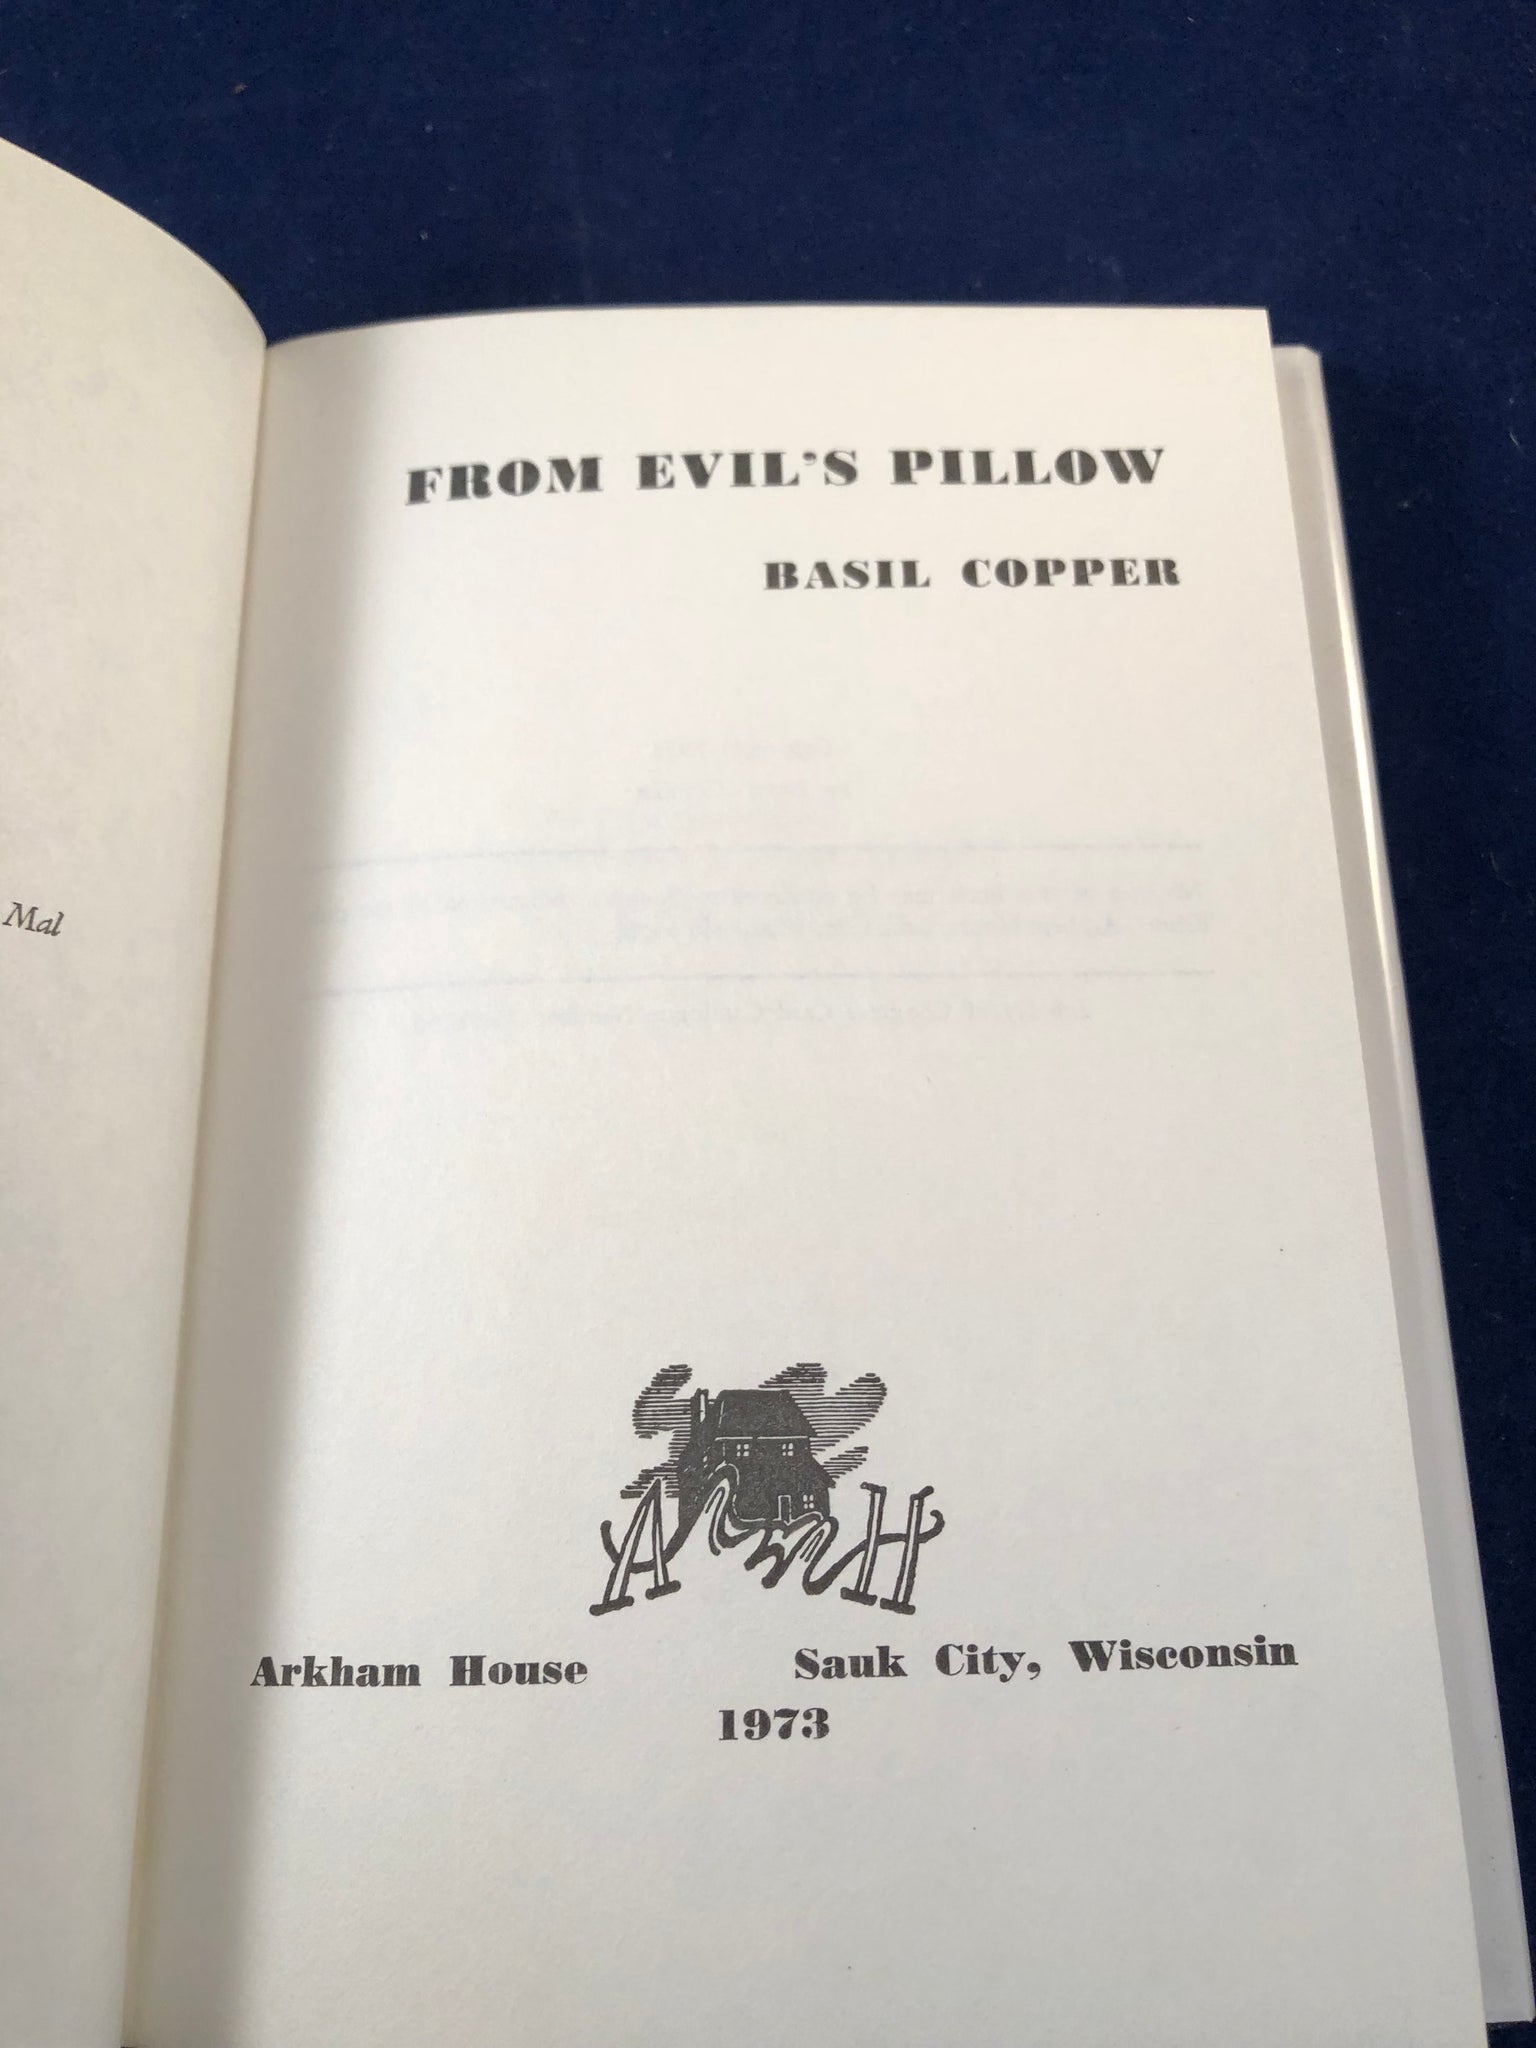 Mal
FROM EVIL'S PILLOW
BASIL COPPER
A H
Arkham House Sauk City, Wisconsin
1973